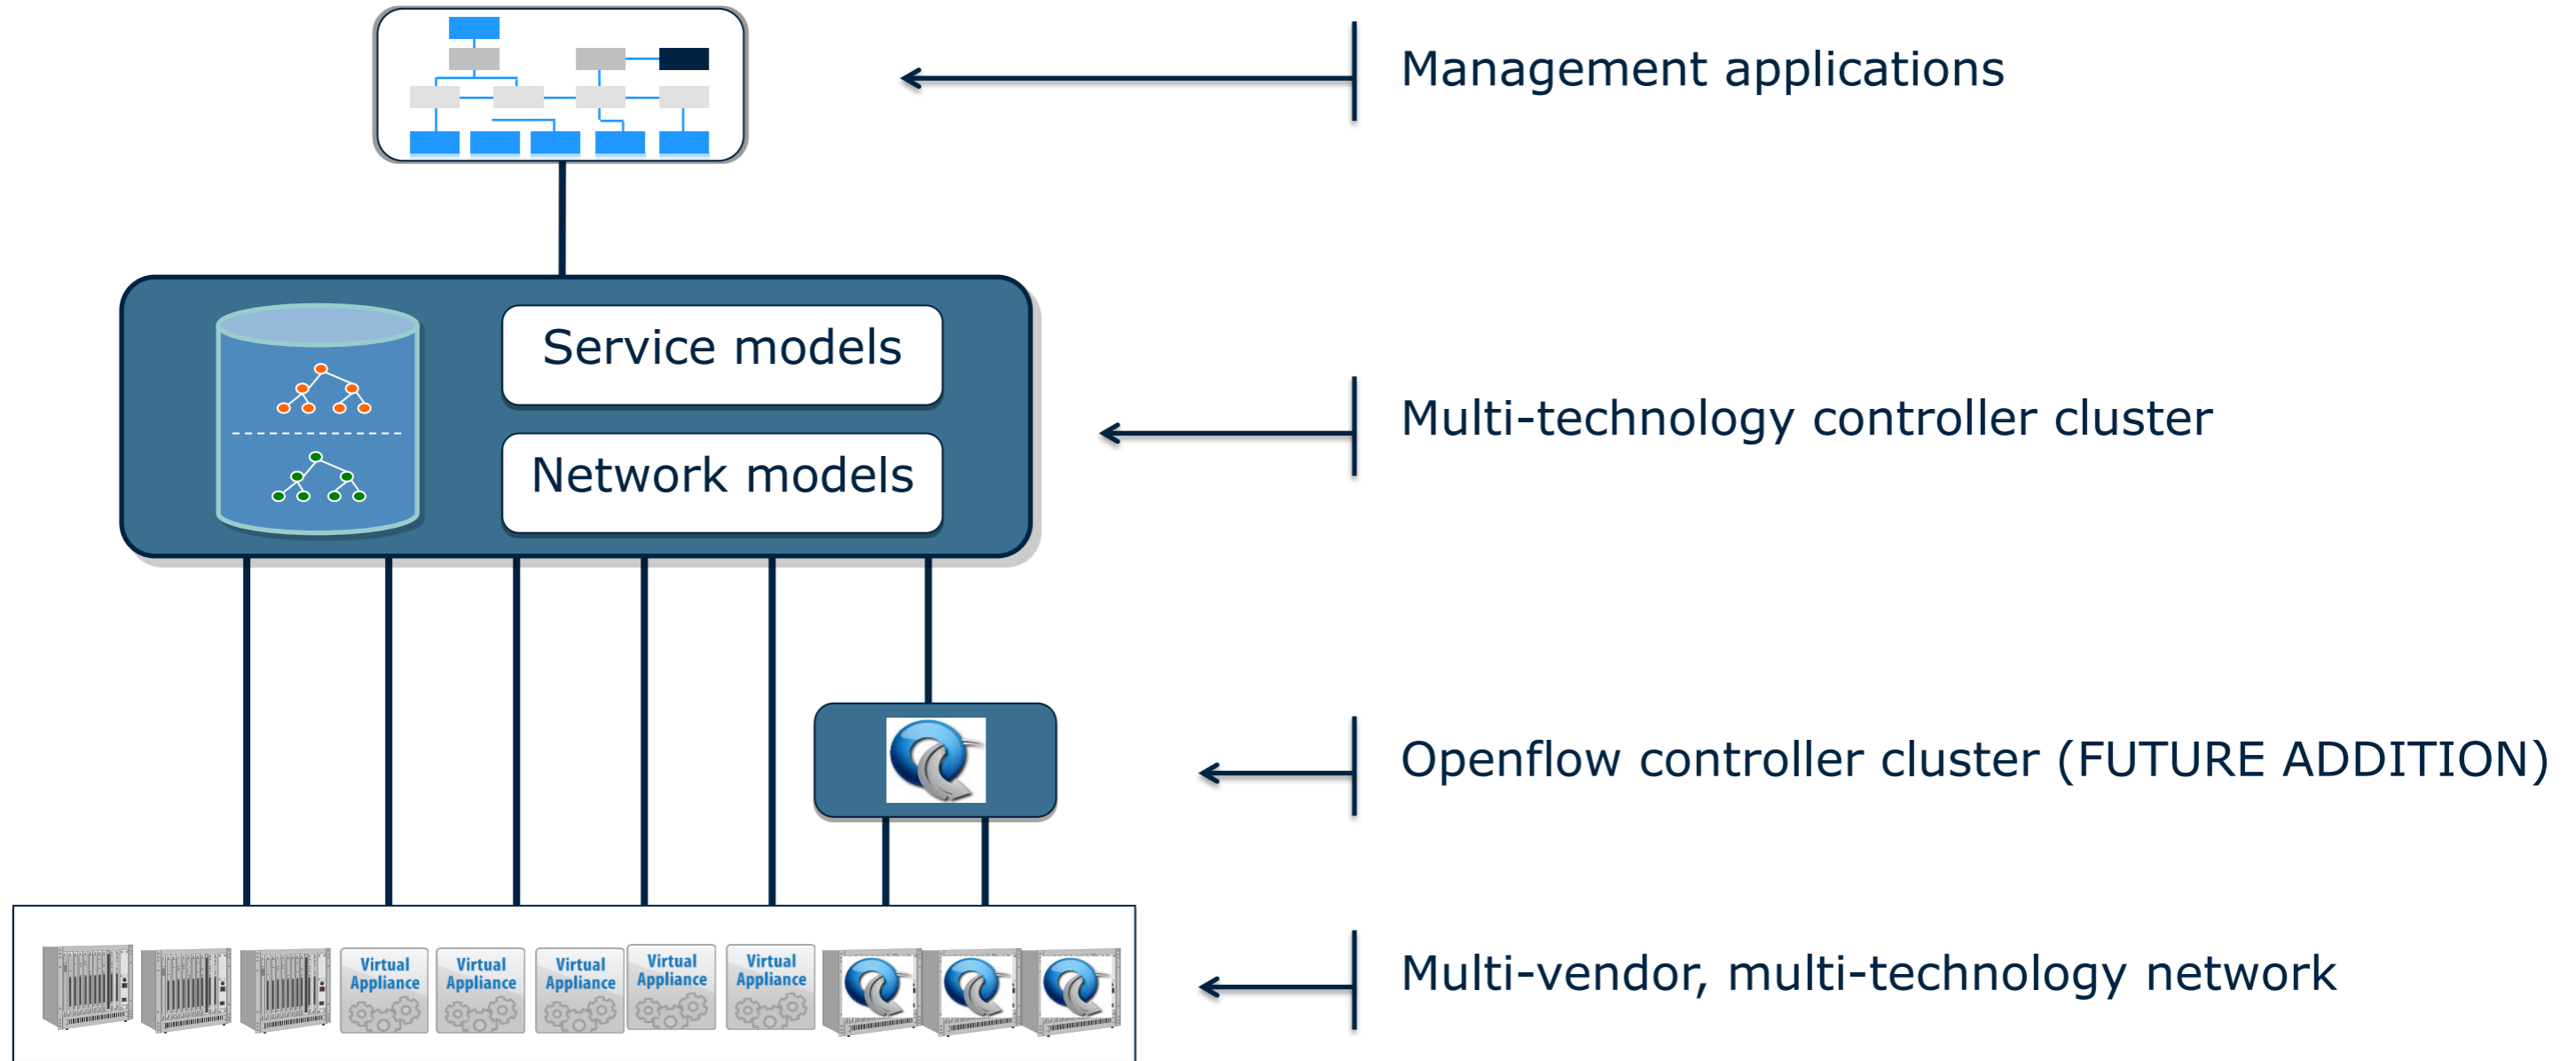 Management applications
Service models
Network models
Multi-technology controller cluster
Openflow controller cluster (FUTURE ADDITION)
Virtual
Appliance
Virtual
Appliance
Virtual
Appliance
Virtual
Appliance
Virtual
Appliance
Multi-vendor, multi-technology network